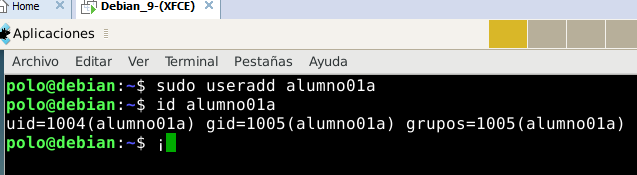 Home × Debian_9-(XFCE) ×
Aplicaciones
Archivo Editar Ver Terminal Pestañas Ayuda
polo@debian:~$ sudo useradd alumno01a
polo@debian:~$ id alumno01a
uid=1004(alumno01a) gid=1005(alumno01a) grupos=1005(alumno01a)
polo@debian:~$ ¡